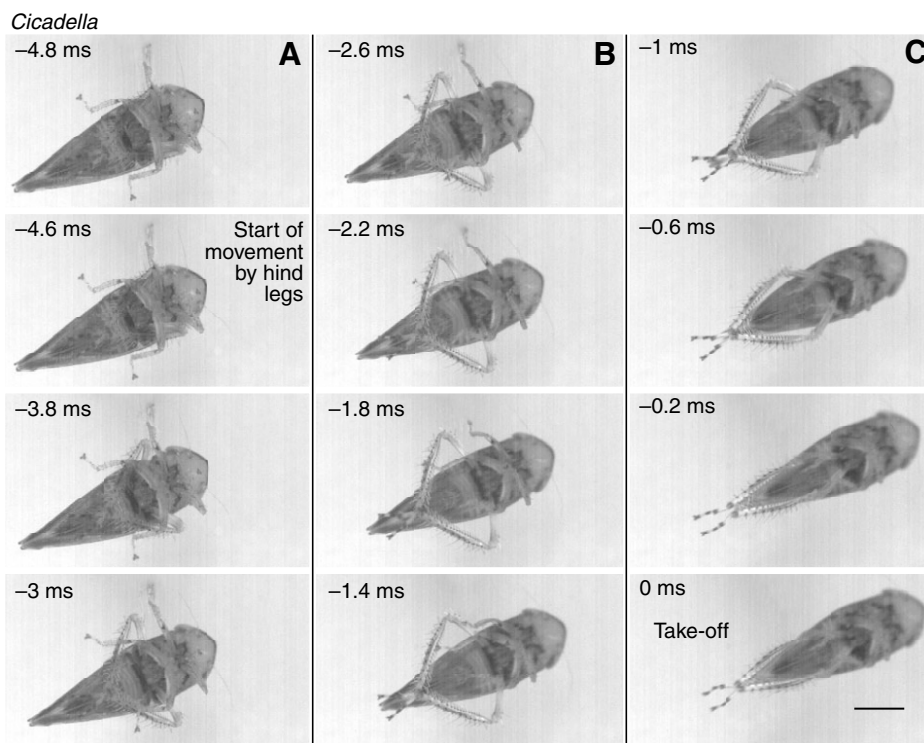 Cicadella
–4.8 ms
A
–4.6 ms
Start of
movement
by hind
legs
–3.8 ms
–3 ms
–2.6 ms
B
–2.2 ms
–1.8 ms
–1.4 ms
–1 ms
C
–0.6 ms
–0.2 ms
0 ms
Take-off